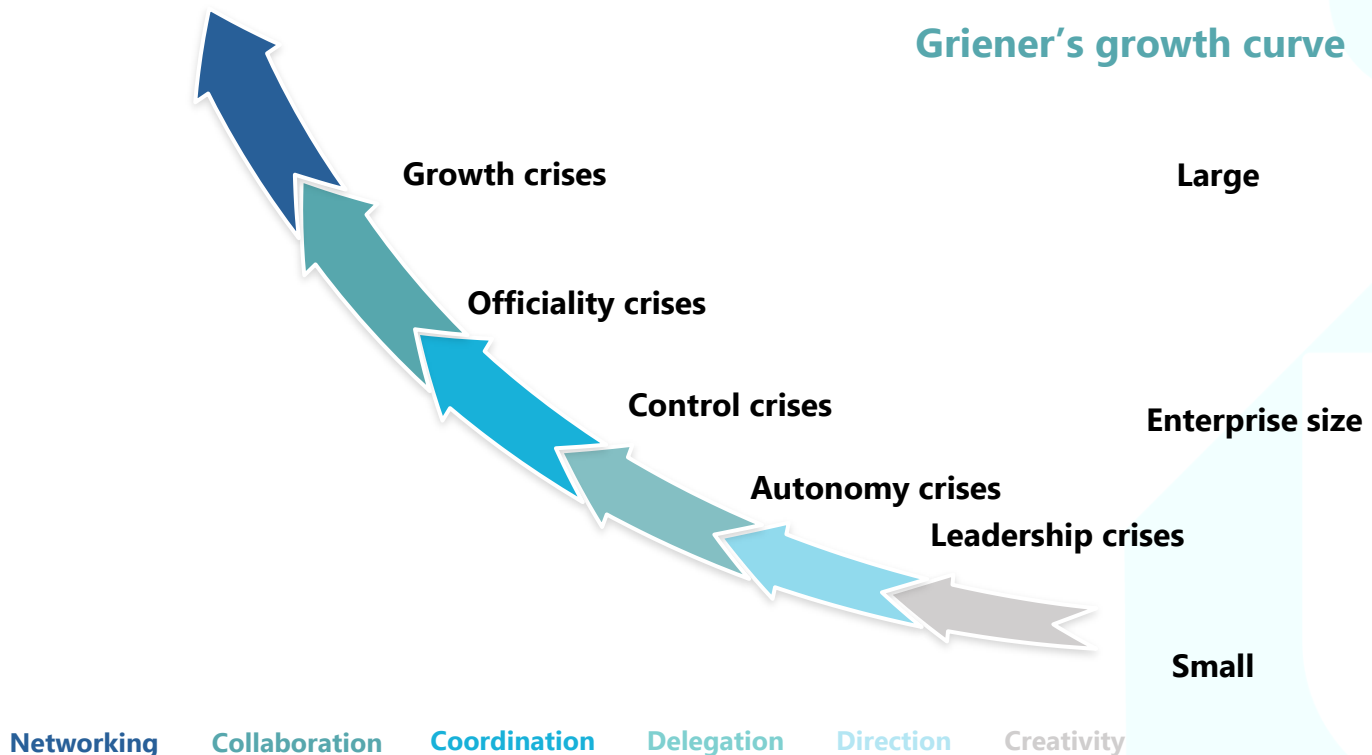 Griener’s growth curve
Growth crises
Large
Officiality crises
Control crises
Enterprise size
Autonomy crises
Leadership crises
Small
Networking
Collaboration
Coordination
Delegation
Direction
Creativity